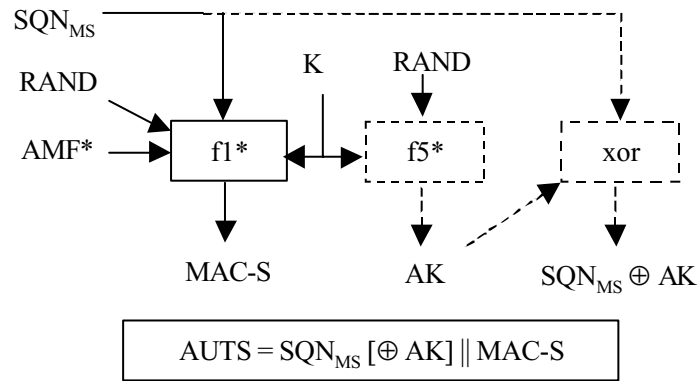 SQN_MS
K
RAND
RAND
AMF*
f1*
f5*
xor
MAC-S
AK
SQN_MS ⊕ AK
AUTS = SQN_MS [⊕ AK] || MAC-S